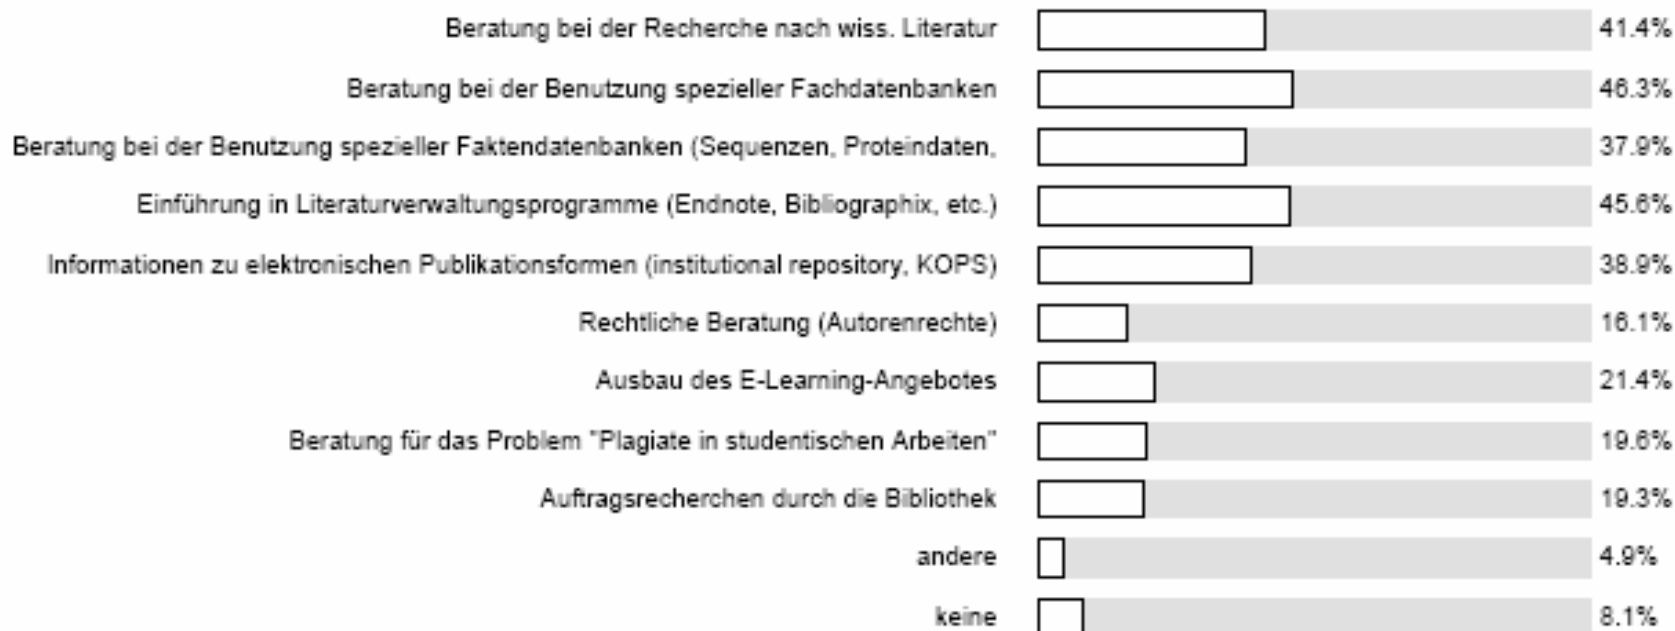 Beratung bei der Recherche nach wiss. Literatur 41.4%
Beratung bei der Benutzung spezieller Fachdatenbanken 46.3%
Beratung bei der Benutzung spezieller Faktendatenbanken (Sequenzen, Proteindaten, 37.9%
Einführung in Literaturverwaltungsprogramme (Endnote, Bibliographix, etc.) 45.6%
Informationen zu elektronischen Publikationsformen (institutional repository, KOPS) 38.9%
Rechtliche Beratung (Autorenrechte) 16.1%
Ausbau des E-Learning-Angebotes 21.4%
Beratung für das Problem "Plagiate in studentischen Arbeiten" 19.6%
Auftragsrecherchen durch die Bibliothek 19.3%
andere 4.9%
keine 8.1%